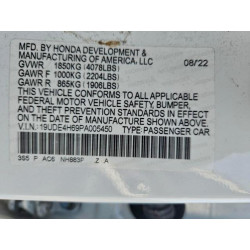 MFD. BY HONDA DEVELOPMENT &
MANUFACTURING OF AMERICA, LLC 08/22
GVWR 1850KG (4078LBS)
GAWR F 1000KG (2204LBS)
GAWR R 865KG (1908LBS)
THIS VEHICLE CONFORMS TO ALL APPLICABLE
FEDERAL MOTOR VEHICLE SAFETY, BUMPER,
AND THEFT PREVENTION STANDARDS IN EFFECT
ON THE DATE OF MANUFACTURE SHOWN ABOVE.
V.I.N.: 19UDE4H69PA005450 TYPE: PASSENGER CAR
3S5 F AC6 NH883P Z A